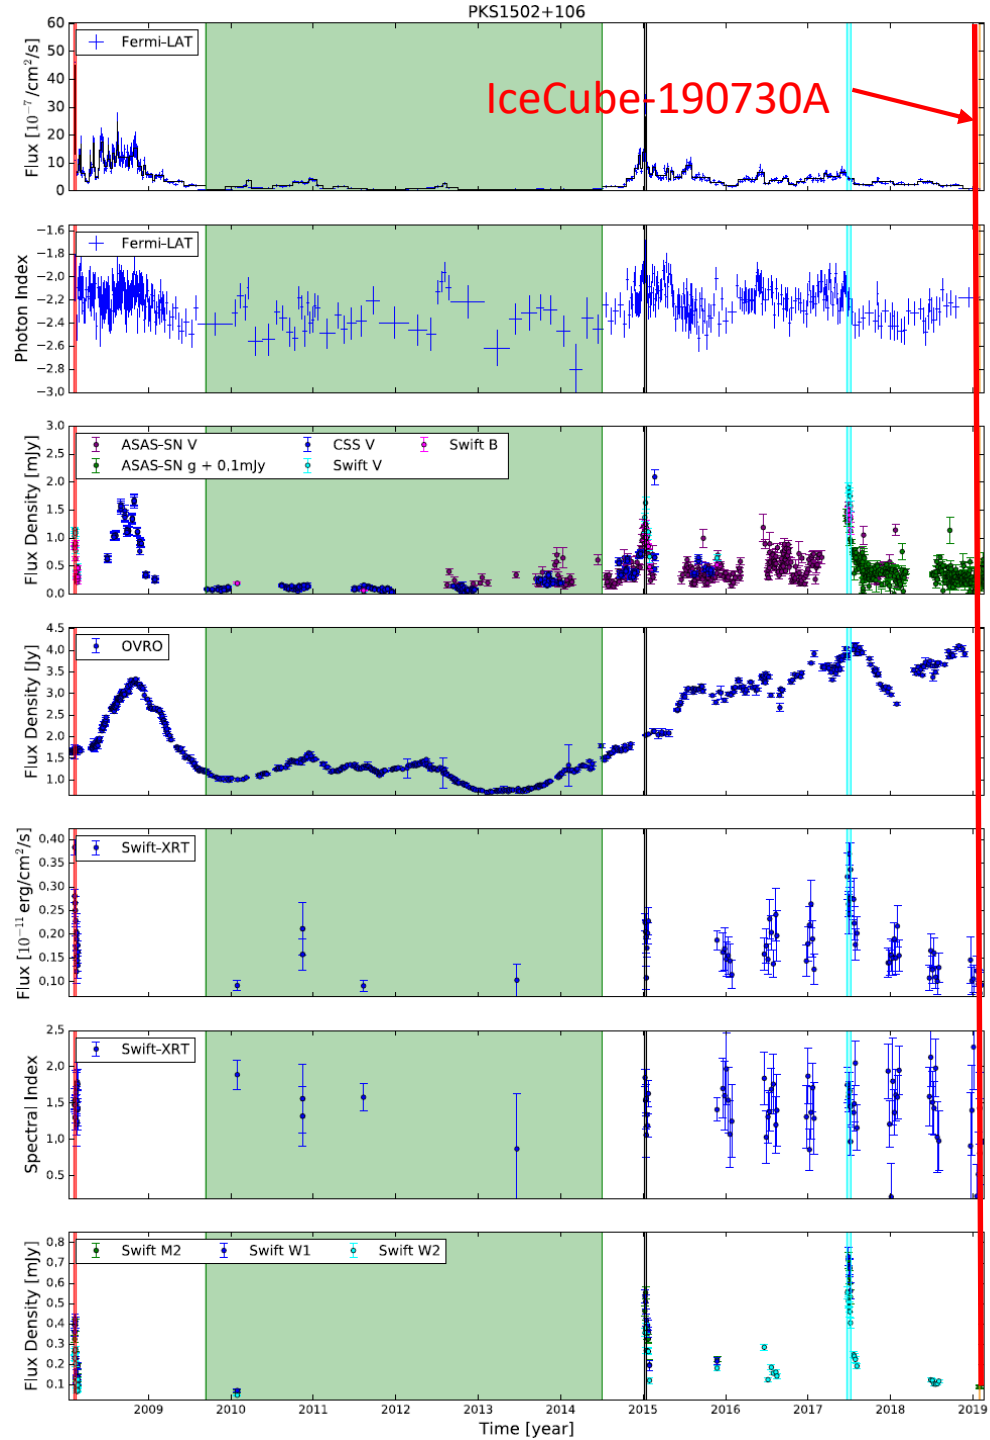 PKS1502+106
60
50
40
30
20
10
0
Flux [10⁻⁷/cm²/s]
Fermi-LAT
IceCube-190730A
−1.6
−1.8
−2.0
−2.2
−2.4
−2.6
−2.8
−3.0
Photon Index
Fermi-LAT
3.0
2.5
2.0
1.5
1.0
0.5
0.0
Flux Density [mJy]
ASAS-SN V CSS V Swift B
ASAS-SN g + 0.1mJy Swift V
4.5
4.0
3.5
3.0
2.5
2.0
1.5
1.0
Flux Density [Jy]
OVRO
0.40
0.35
0.30
0.25
0.20
0.15
0.10
Flux [10⁻¹¹ erg/cm²/s]
Swift-XRT
2.5
2.0
1.5
1.0
0.5
Spectral Index
Swift-XRT
0.8
0.7
0.6
0.5
0.4
0.3
0.2
0.1
Flux Density [mJy]
Swift M2 Swift W1 Swift W2
2009 2010 2011 2012 2013 2014 2015 2016 2017 2018 2019
Time [year]